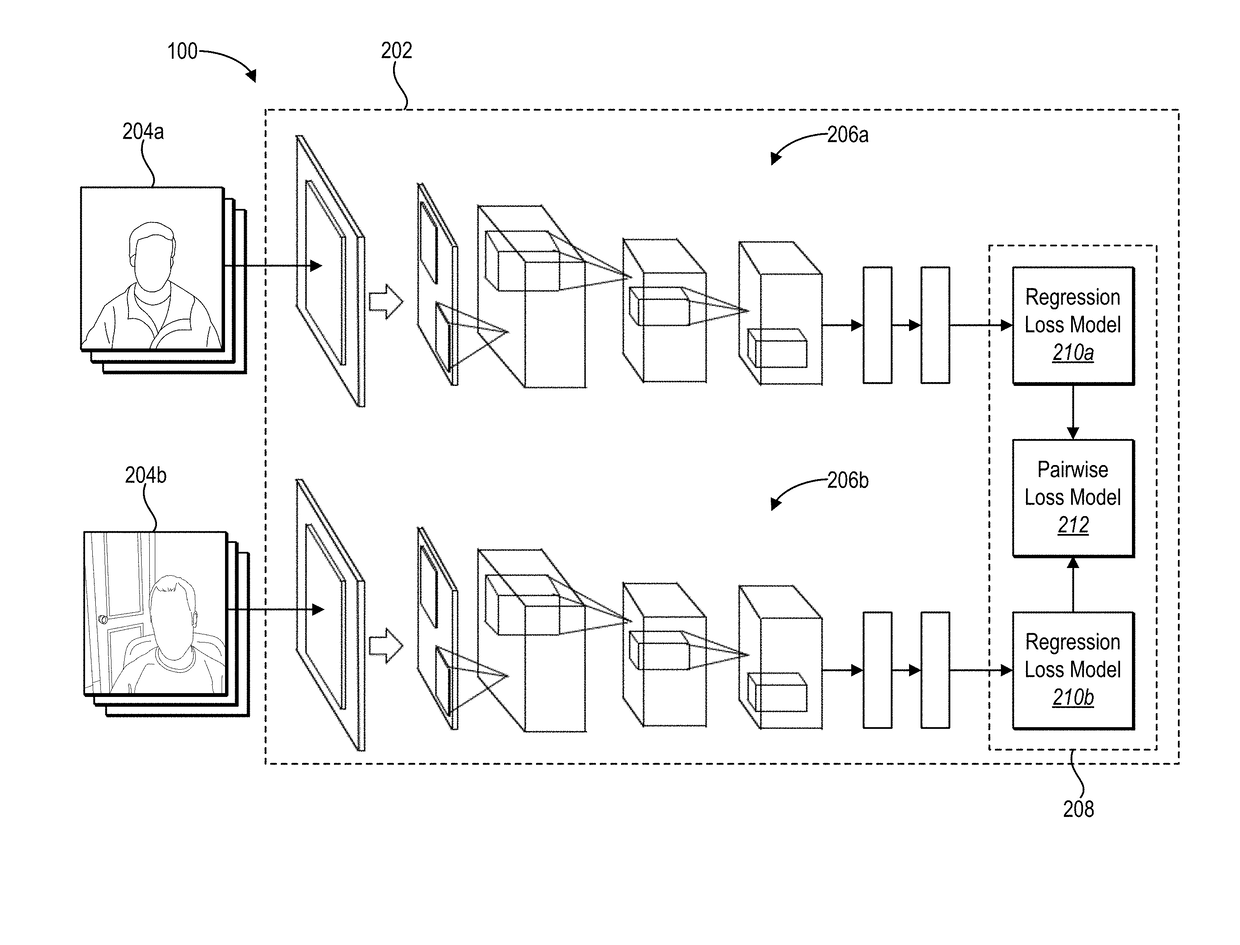 100
202
204a
206a
Regression
Loss Model
210a
Pairwise
Loss Model
212
204b
206b
Regression
Loss Model
210b
208